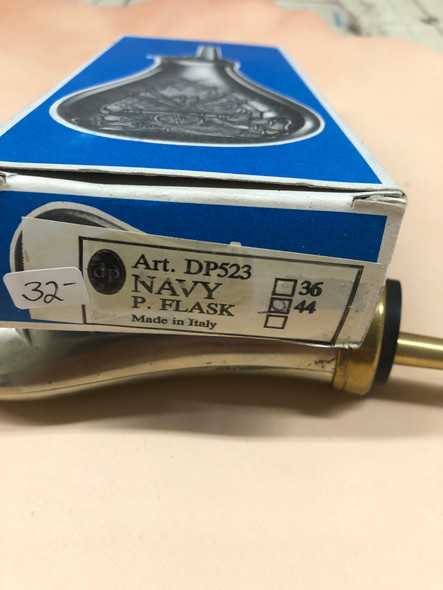 32-
dp
Art. DP523
NAVY
P. FLASK
Made in Italy
36
44